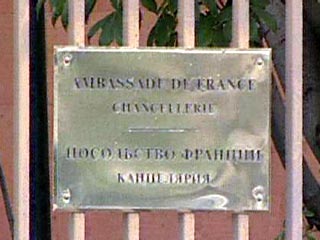 AMBASSADE DE FRANCE
CHANCELLERIE
ПОСОЛЬСТВО ФРАНЦИИ
КАНЦЕЛЯРИЯ